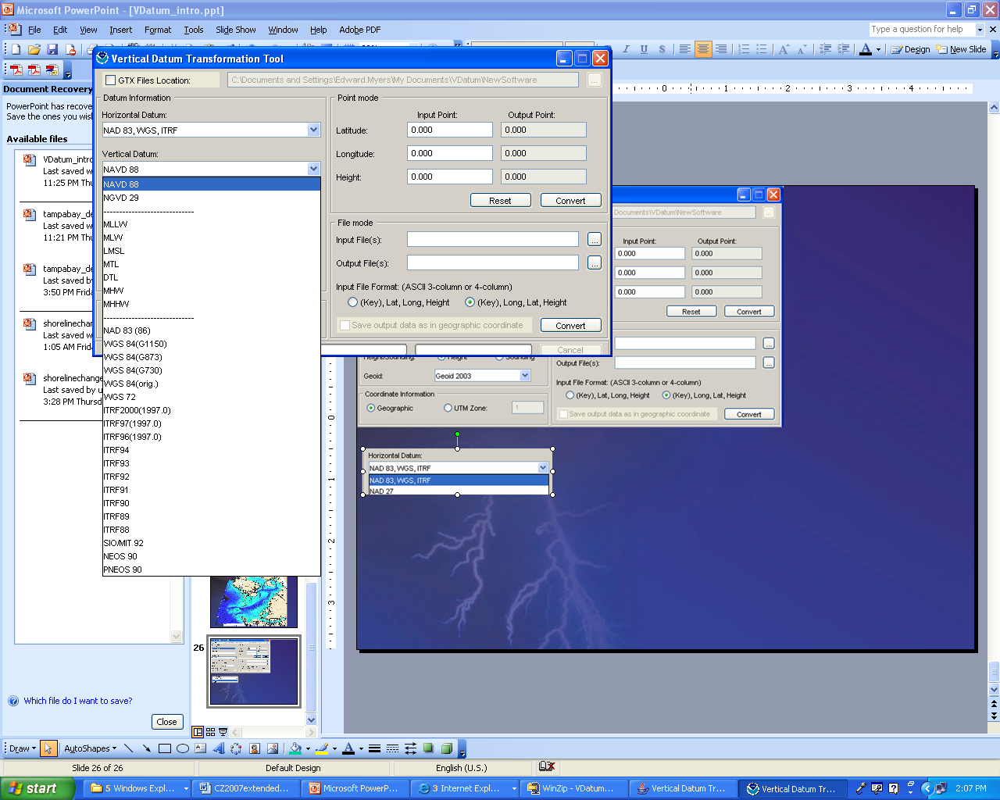 Microsoft PowerPoint - [VDatum_intro.ppt]
File Edit View Insert Format Tools Slide Show Window Help Adobe PDF
Type a question for help
Design New Slide
Document Recovery
PowerPoint has recove
Save the ones you wish
Available files
VDatum_intro
Last saved w
11:25 PM Thu
tampabay_de
Last saved w
11:21 PM Thu
tampabay_de
Last saved by
3:50 PM Frida
shorelinechan
Last saved w
1:05 AM Frid
shorelinechan
Last saved by u
3:28 PM Thursd
Which file do I want to save?
Close
Vertical Datum Transformation Tool
GTX Files Location:
C:\Documents and Settings\Edward.Myers\My Documents\VDatum\NewSoftware
...
Datum Information
Horizontal Datum:
NAD 83, WGS, ITRF
Vertical Datum:
NAVD 88
NAVD 88
NGVD 29
----------------------------
MLLW
MLW
LMSL
MTL
DTL
MHW
MHHW
----------------------------
NAD 83 (86)
WGS 84(G1150)
WGS 84(G873)
WGS 84(G730)
WGS 84(orig.)
WGS 72
ITRF2000(1997.0)
ITRF97(1997.0)
ITRF96(1997.0)
ITRF94
ITRF93
ITRF92
ITRF91
ITRF90
ITRF89
ITRF88
SIO/MIT 92
NEOS 90
PNEOS 90
Point mode
Input Point: Output Point:
Latitude: 0.000 0.000
Longitude: 0.000 0.000
Height: 0.000 0.000
Reset Convert
File mode
Input File(s): ...
Output File(s): ...
Input File Format: (ASCII 3-column or 4-column)
(Key), Lat, Long, Height (Key), Long, Lat, Height
Save output data as in geographic coordinate Convert
Cancel
Documents\VDatum\NewSoftware ...
Input Point: Output Point:
0.000 0.000
0.000 0.000
0.000 0.000
Reset Convert
...
Height/Sounding: Height Sounding
Output File(s): ...
Geoid: Geoid 2003
Input File Format: (ASCII 3-column or 4-column)
Coordinate Information
(Key), Lat, Long, Height (Key), Long, Lat, Height
Geographic UTM Zone: 1
Save output data as in geographic coordinate Convert
Horizontal Datum:
NAD 83, WGS, ITRF
NAD 83, WGS, ITRF
NAD 27
0
1
2
3
4
26
Draw AutoShapes
Slide 26 of 26 Default Design English (U.S.)
start 5 Windows Expl... CZ2007extended... Microsoft PowerP... 3 Internet Expl... WinZip - VDatum... Vertical Datum Tr... Vertical Datum Tr... 2:07 PM